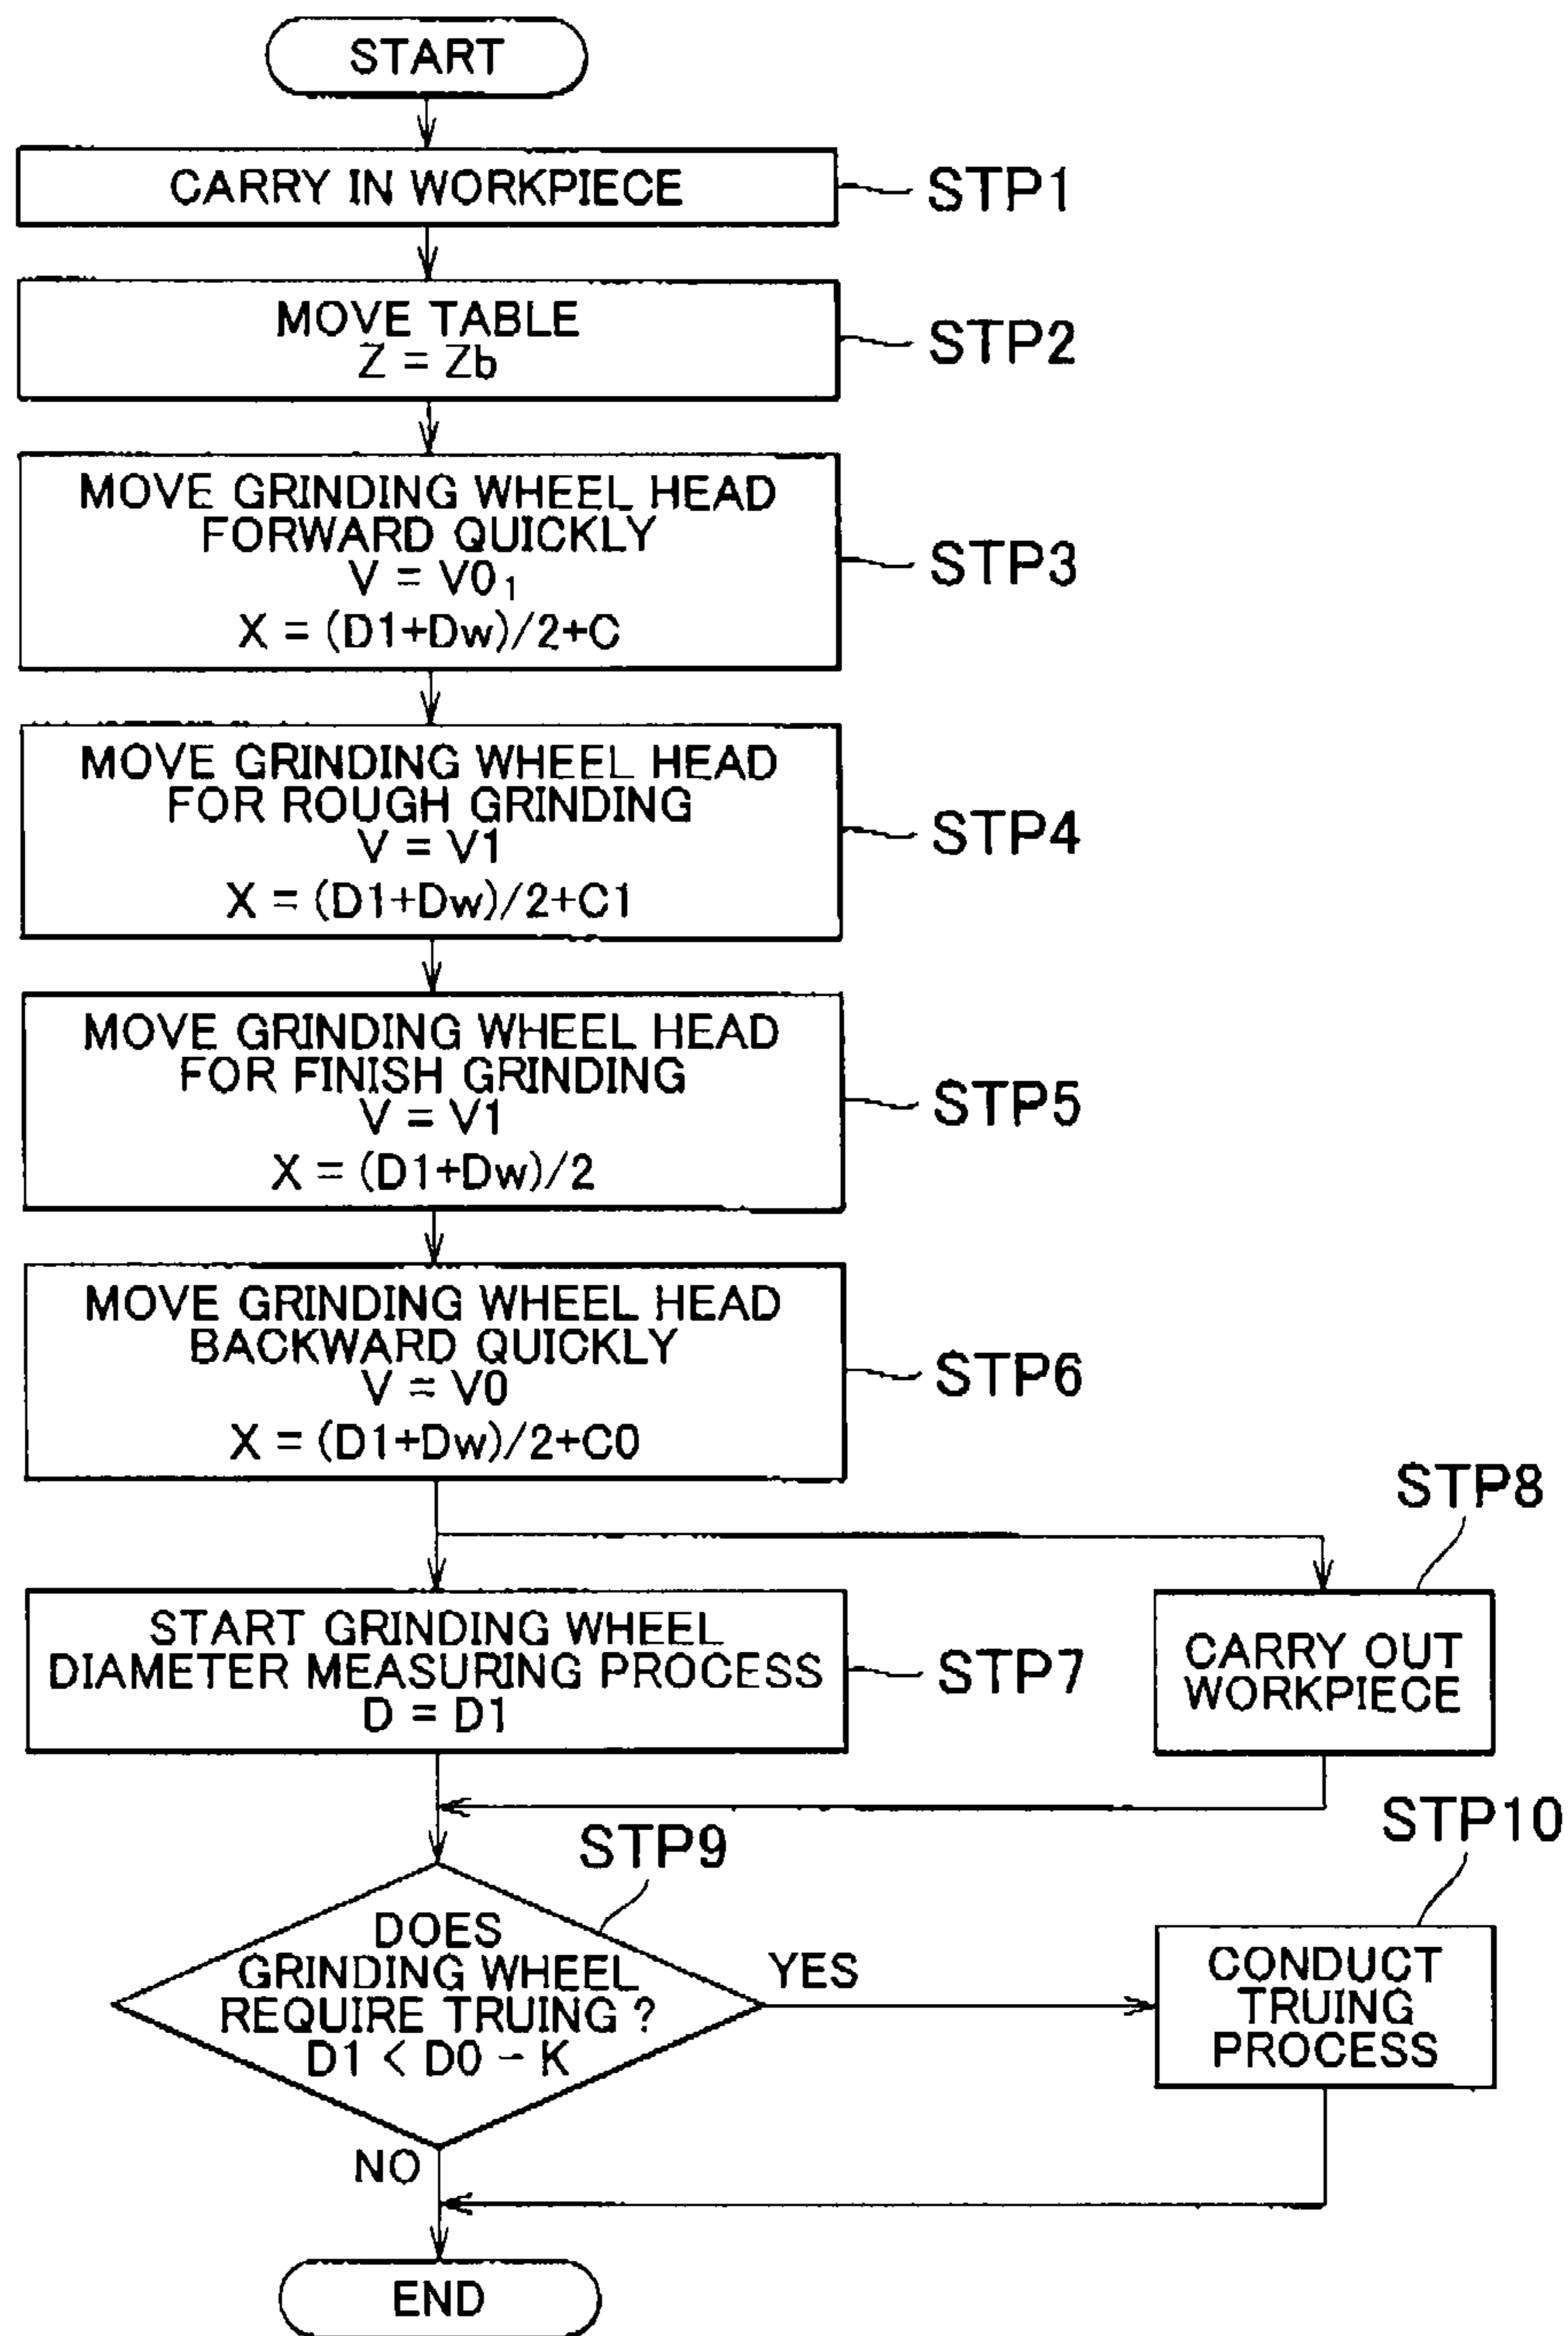 START
CARRY IN WORKPIECE
STP1
MOVE TABLE
Z = Zb
STP2
MOVE GRINDING WHEEL HEAD
FORWARD QUICKLY
V = V0₁
X = (D1+Dw)/2+C
STP3
MOVE GRINDING WHEEL HEAD
FOR ROUGH GRINDING
V = V1
X = (D1+Dw)/2+C1
STP4
MOVE GRINDING WHEEL HEAD
FOR FINISH GRINDING
V = V1
X = (D1+Dw)/2
STP5
MOVE GRINDING WHEEL HEAD
BACKWARD QUICKLY
V = V0
X = (D1+Dw)/2+C0
STP6
START GRINDING WHEEL
DIAMETER MEASURING PROCESS
D = D1
STP7
STP8
CARRY OUT
WORKPIECE
STP9
DOES
GRINDING WHEEL
REQUIRE TRUING ?
D1 < D0 - K
YES
STP10
CONDUCT
TRUING
PROCESS
NO
END